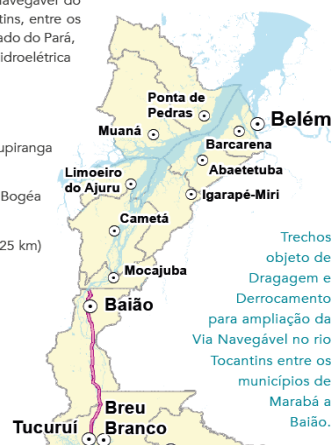 navegável do
tins, entre os
ado do Pará,
idroelétrica
upiranga
Bogéa
25 km)
Ponta de
Pedras
Belém
Muaná
Barcarena
Limoeiro
do Ajuru
Abaetetuba
Igarapé-Miri
Cametá
Mocajuba
Baião
Trechos
objeto de
Dragagem e
Derrocamento
para ampliação da
Via Navegável no rio
Tocantins entre os
municípios de
Marabá a
Baião.
Breu
Branco
Tucuruí